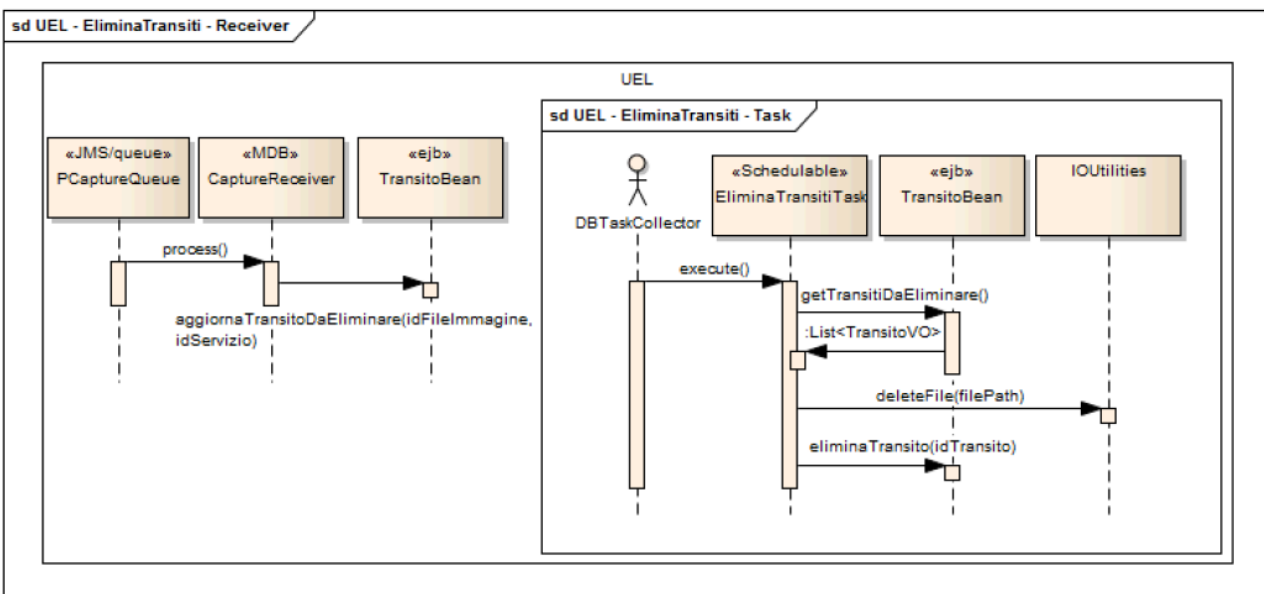 sd UEL - EliminaTransiti - Receiver
UEL
sd UEL - EliminaTransiti - Task
«JMS/queue»
PCaptureQueue
«MDB»
CaptureReceiver
«ejb»
TransitoBean
process()
aggiornaTransitoDaEliminare(idFileImmagine,
idServizio)
DBTaskCollector
«Schedulable»
EliminaTransitiTask
«ejb»
TransitoBean
IOUtilities
execute()
getTransitiDaEliminare()
:List<TransitoVO>
deleteFile(filePath)
eliminaTransito(idTransito)